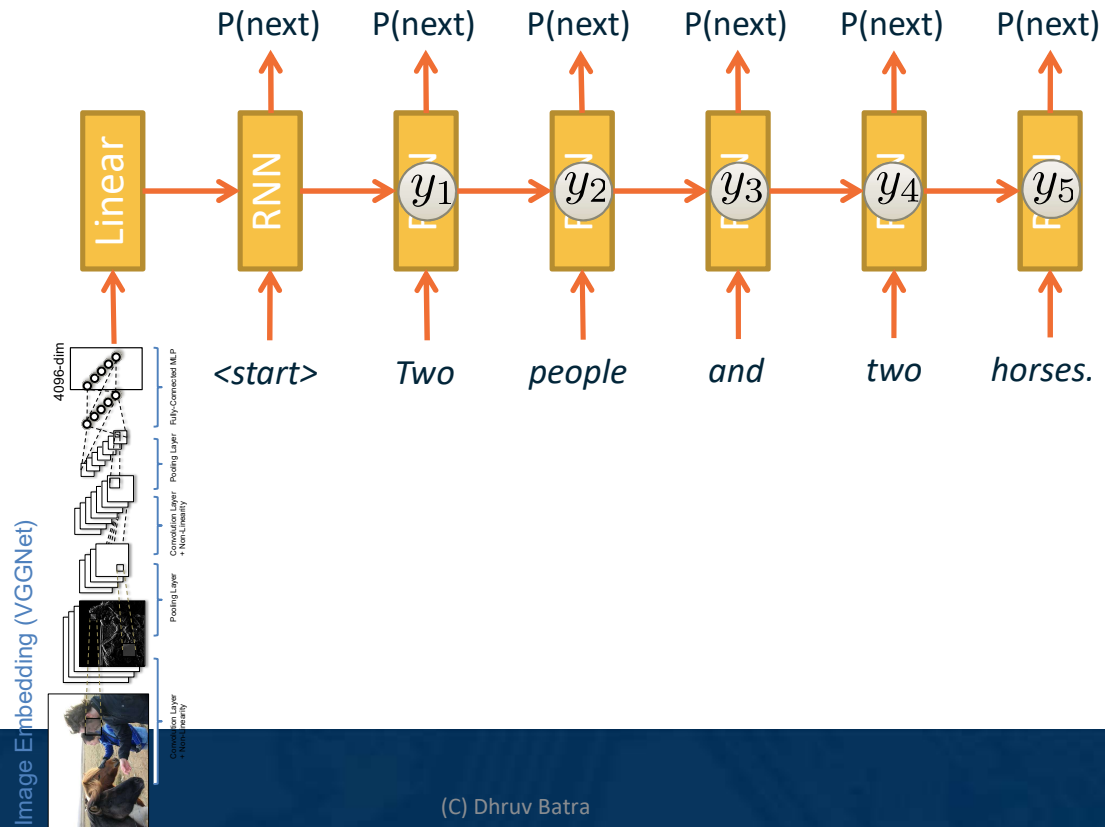 P(next) P(next) P(next) P(next) P(next) P(next)
Linear
RNN
y1
y2
y3
y4
y5
<start> Two people and two horses.
4096-dim
Fully-Connected MLP
Pooling Layer
Convolution Layer
+ Non-Linearity
Pooling Layer
Convolution Layer
+ Non-Linearity
Image Embedding (VGGNet)
(C) Dhruv Batra